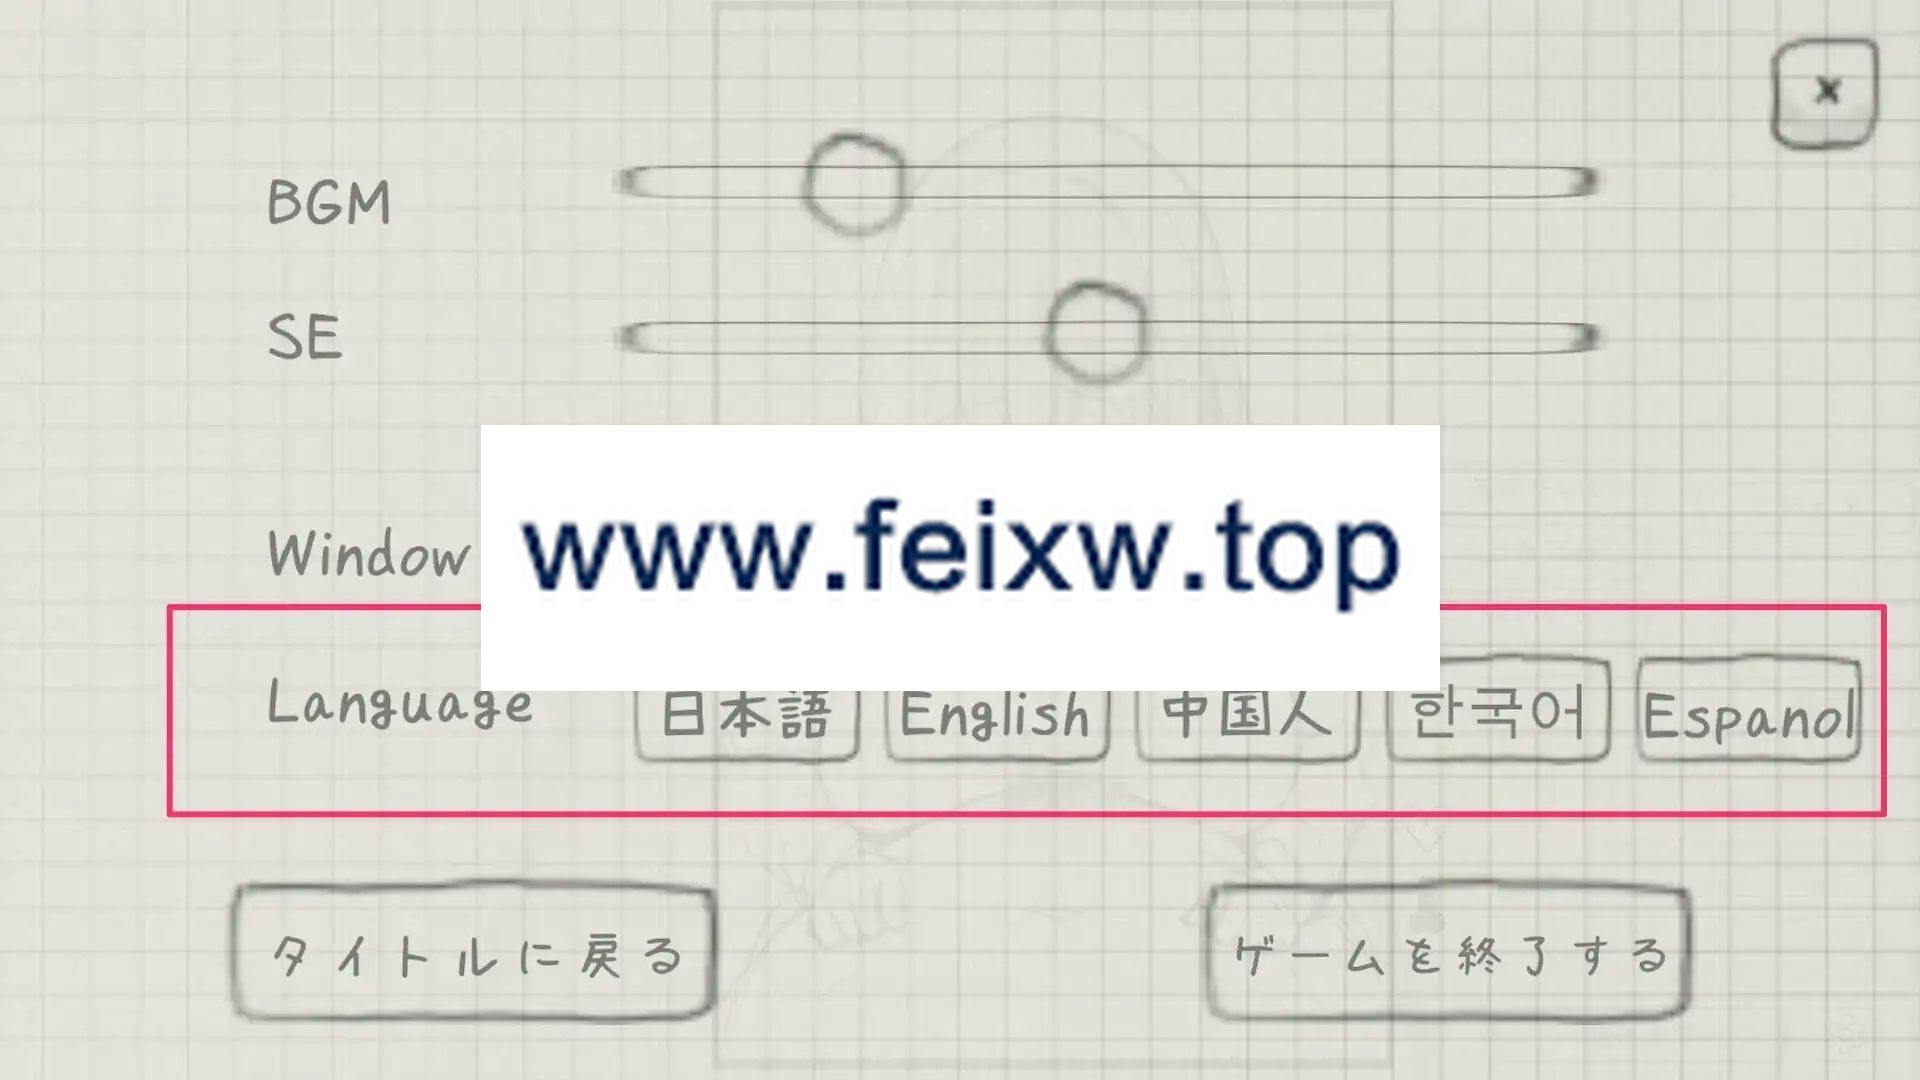 ×
BGM
SE
Window
www.feixw.top
Language
日本語
English
中国人
한국어
Espanol
タイトルに戻る
ゲームを終了する